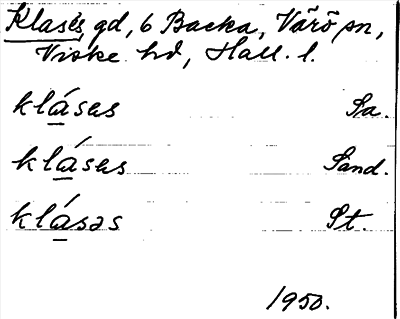 Klasés gd, 6 Backa, Värö sn,
Viske hd, Hall. l.
klásəs Sa.
klásəs Sand.
klásəs St.
1950.